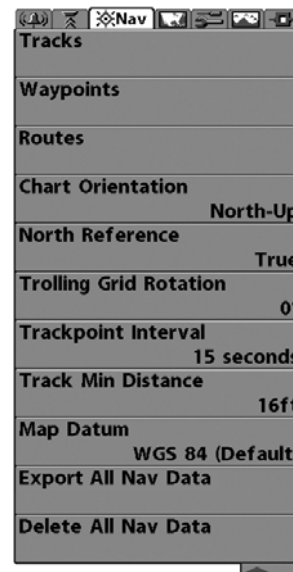 Nav
Tracks
Waypoints
Routes
Chart Orientation
North-Up
North Reference
True
Trolling Grid Rotation
0°
Trackpoint Interval
15 seconds
Track Min Distance
16ft
Map Datum
WGS 84 (Default
Export All Nav Data
Delete All Nav Data